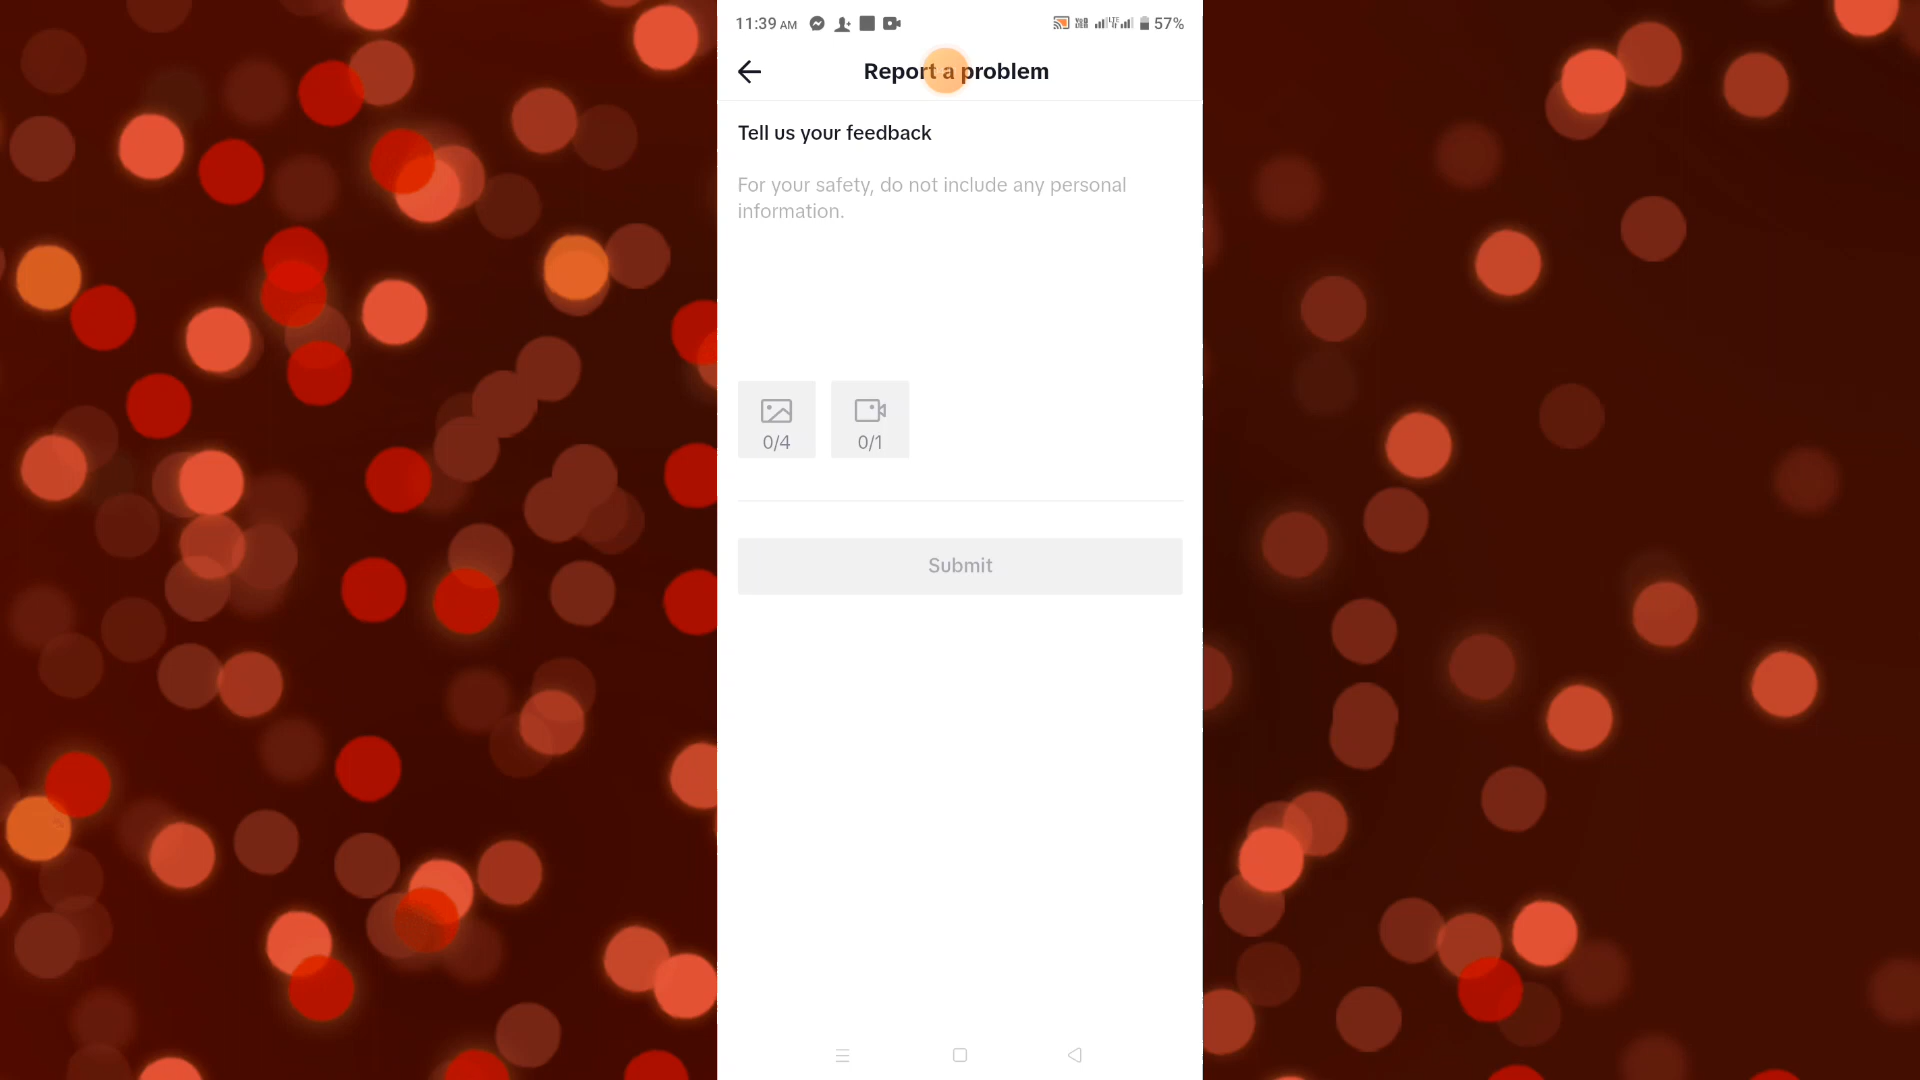 11:39 AM 57%
Report a problem
Tell us your feedback
For your safety, do not include any personal
information.
0/4 0/1
Submit